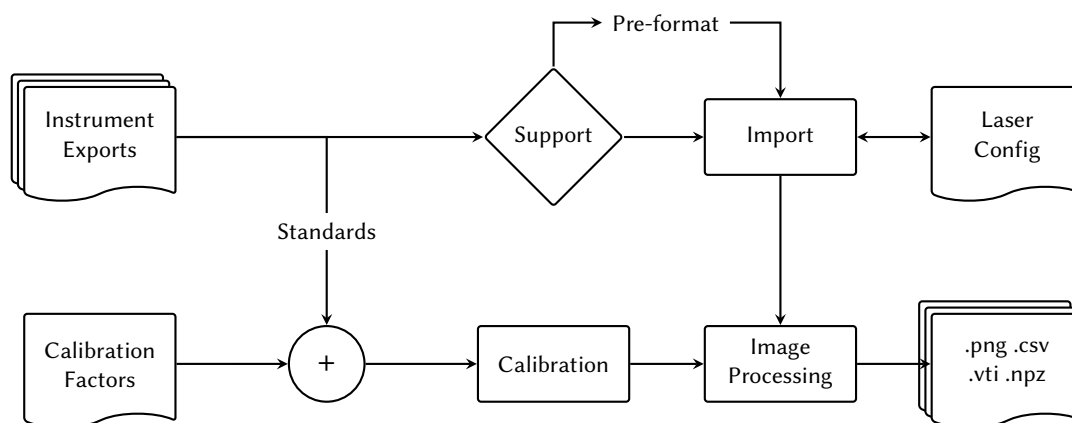 Pre-format
Instrument
Exports
Support
Import
Laser
Config
Standards
Calibration
Factors
+
Calibration
Image
Processing
.png .csv
.vti .npz